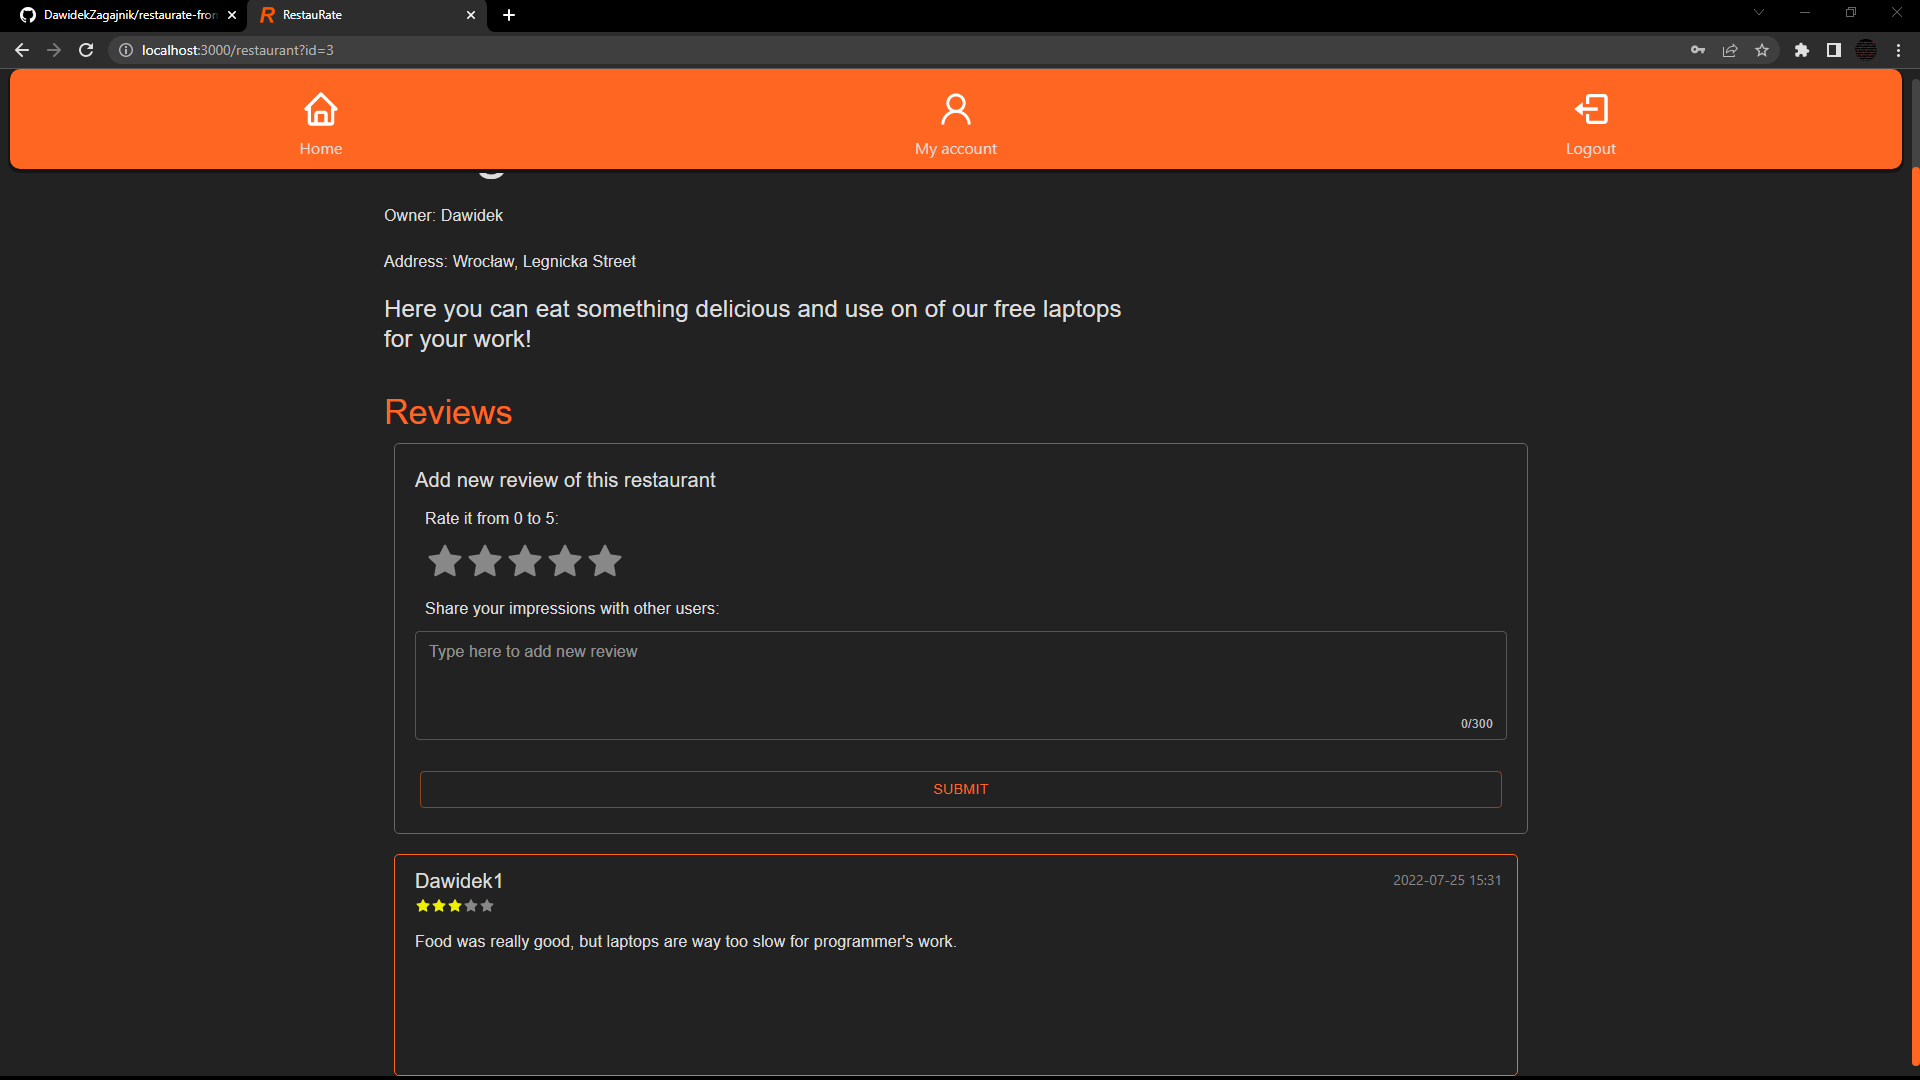 DawidekZagajnik/restaurate-fron
RestauRate
localhost:3000/restaurant?id=3
Home
My account
Logout
Owner: Dawidek
Address: Wrocław, Legnicka Street
Here you can eat something delicious and use on of our free laptops
for your work!
Reviews
Add new review of this restaurant
Rate it from 0 to 5:
Share your impressions with other users:
Type here to add new review
0/300
SUBMIT
Dawidek1
2022-07-25 15:31
Food was really good, but laptops are way too slow for programmer's work.